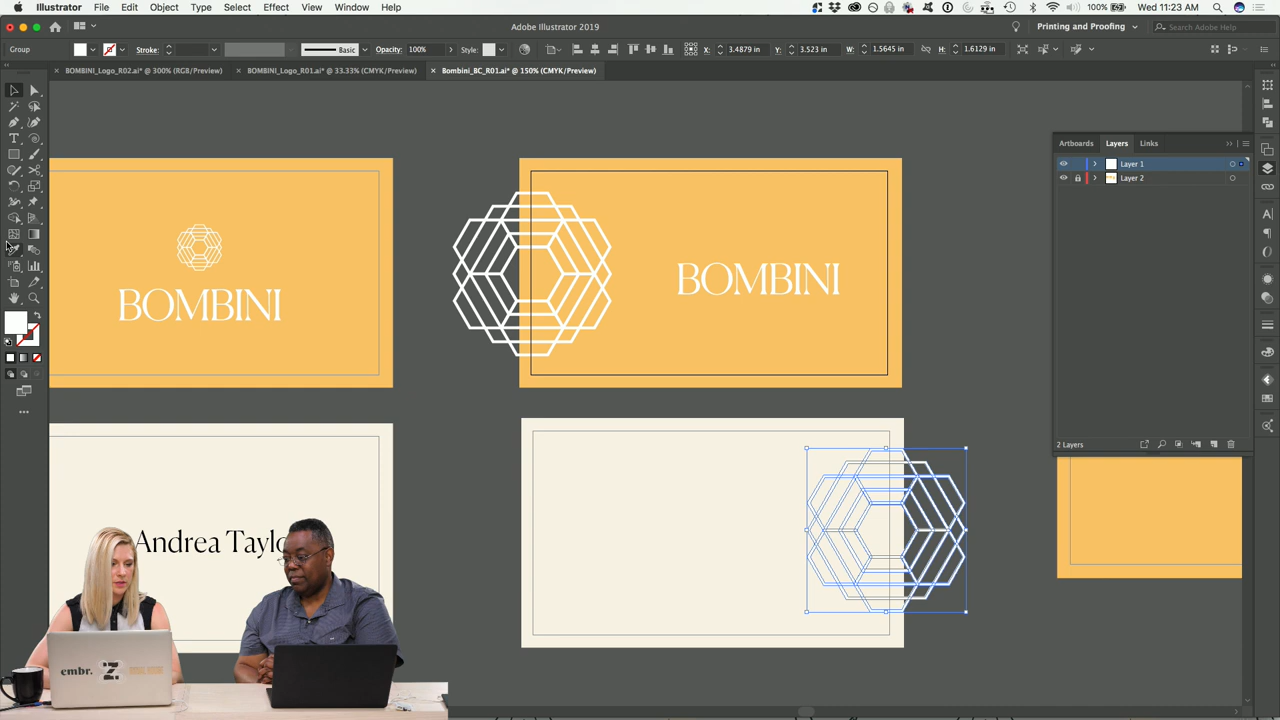 Illustrator File Edit Object Type Select Effect View Window Help
100% Wed 11:23 AM
Adobe Illustrator 2019
Printing and Proofing
Search Adobe Help
Group Stroke: Basic Opacity: 100% Style: X: 3.4879 in Y: 3.523 in W: 1.5645 in H: 1.6129 in
× BOMBINI_Logo_R02.ai* @ 300% (RGB/Preview) × BOMBINI_Logo_R01.ai* @ 33.33% (CMYK/Preview) × Bombini_BC_R01.ai* @ 150% (CMYK/Preview)
Artboards Layers Links
Layer 1
Layer 2
2 Layers
BOMBINI
BOMBINI
Andrea Taylo
embr.